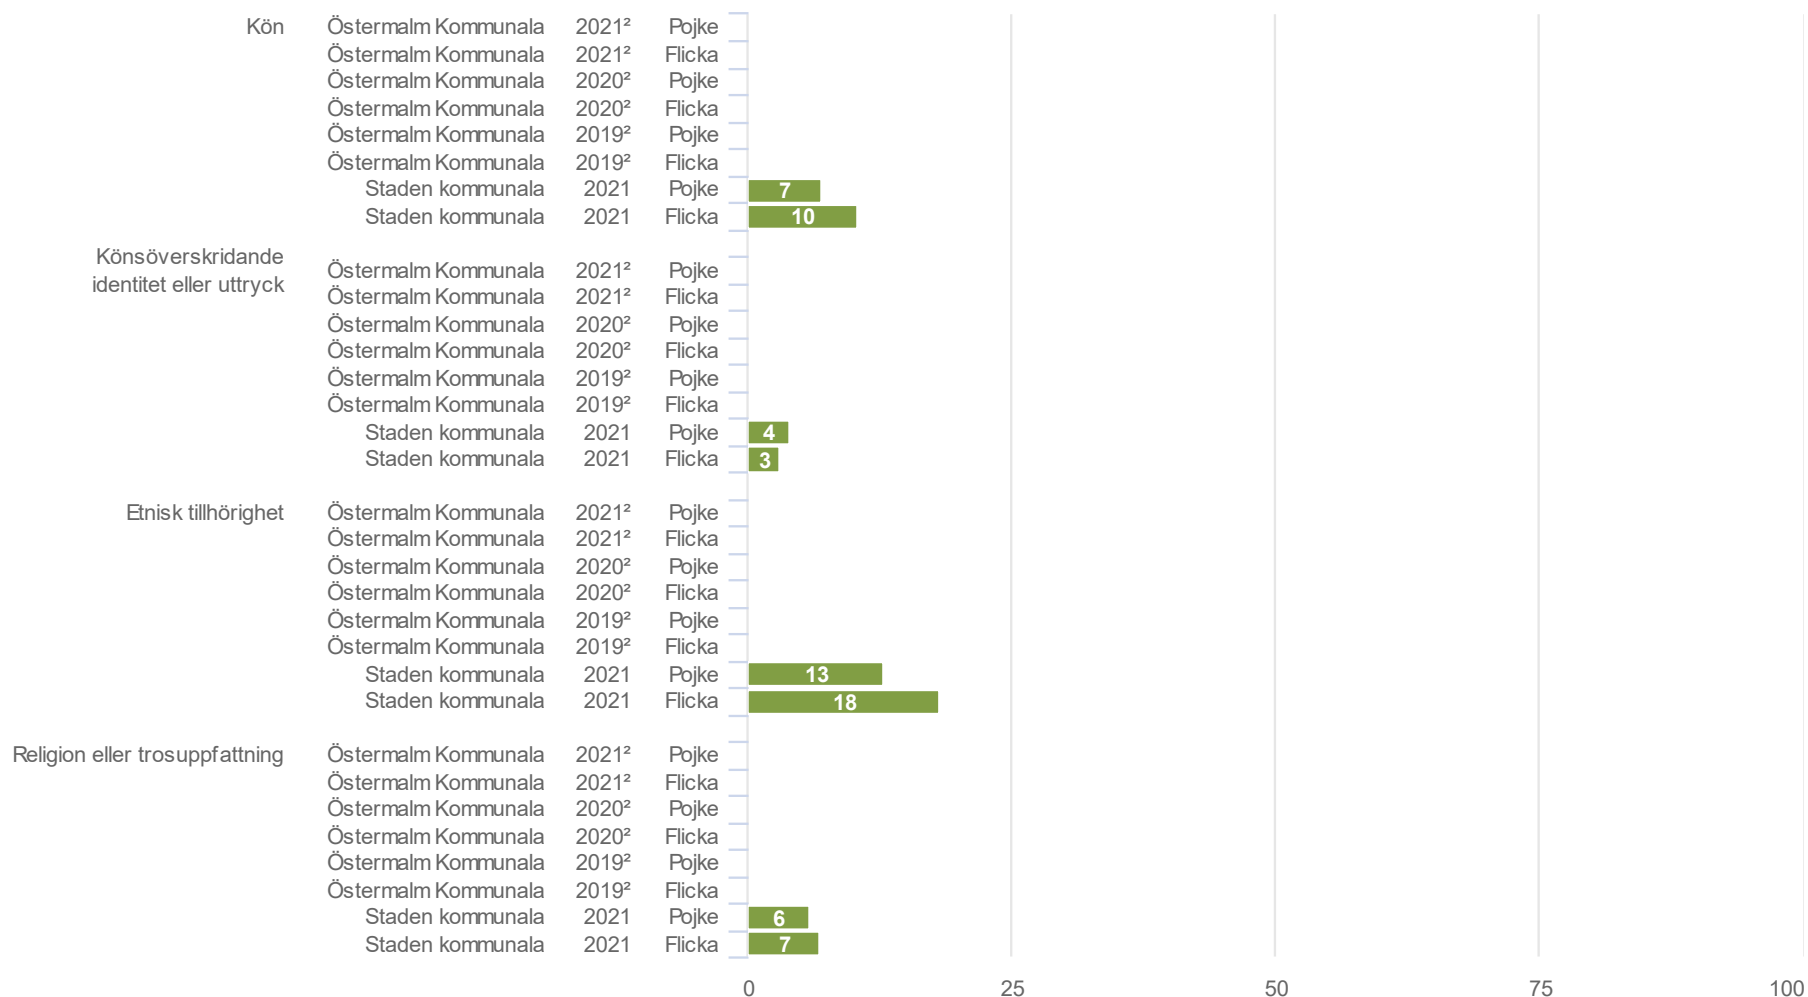 Kön Östermalm Kommunala 2021² Pojke
Östermalm Kommunala 2021² Flicka
Östermalm Kommunala 2020² Pojke
Östermalm Kommunala 2020² Flicka
Östermalm Kommunala 2019² Pojke
Östermalm Kommunala 2019² Flicka
Staden kommunala 2021 Pojke 7
Staden kommunala 2021 Flicka 10
Könsöverskridande
identitet eller uttryck
Östermalm Kommunala 2021² Pojke
Östermalm Kommunala 2021² Flicka
Östermalm Kommunala 2020² Pojke
Östermalm Kommunala 2020² Flicka
Östermalm Kommunala 2019² Pojke
Östermalm Kommunala 2019² Flicka
Staden kommunala 2021 Pojke 4
Staden kommunala 2021 Flicka 3
Etnisk tillhörighet Östermalm Kommunala 2021² Pojke
Östermalm Kommunala 2021² Flicka
Östermalm Kommunala 2020² Pojke
Östermalm Kommunala 2020² Flicka
Östermalm Kommunala 2019² Pojke
Östermalm Kommunala 2019² Flicka
Staden kommunala 2021 Pojke 13
Staden kommunala 2021 Flicka 18
Religion eller trosuppfattning Östermalm Kommunala 2021² Pojke
Östermalm Kommunala 2021² Flicka
Östermalm Kommunala 2020² Pojke
Östermalm Kommunala 2020² Flicka
Östermalm Kommunala 2019² Pojke
Östermalm Kommunala 2019² Flicka
Staden kommunala 2021 Pojke 6
Staden kommunala 2021 Flicka 7
0 25 50 75 100